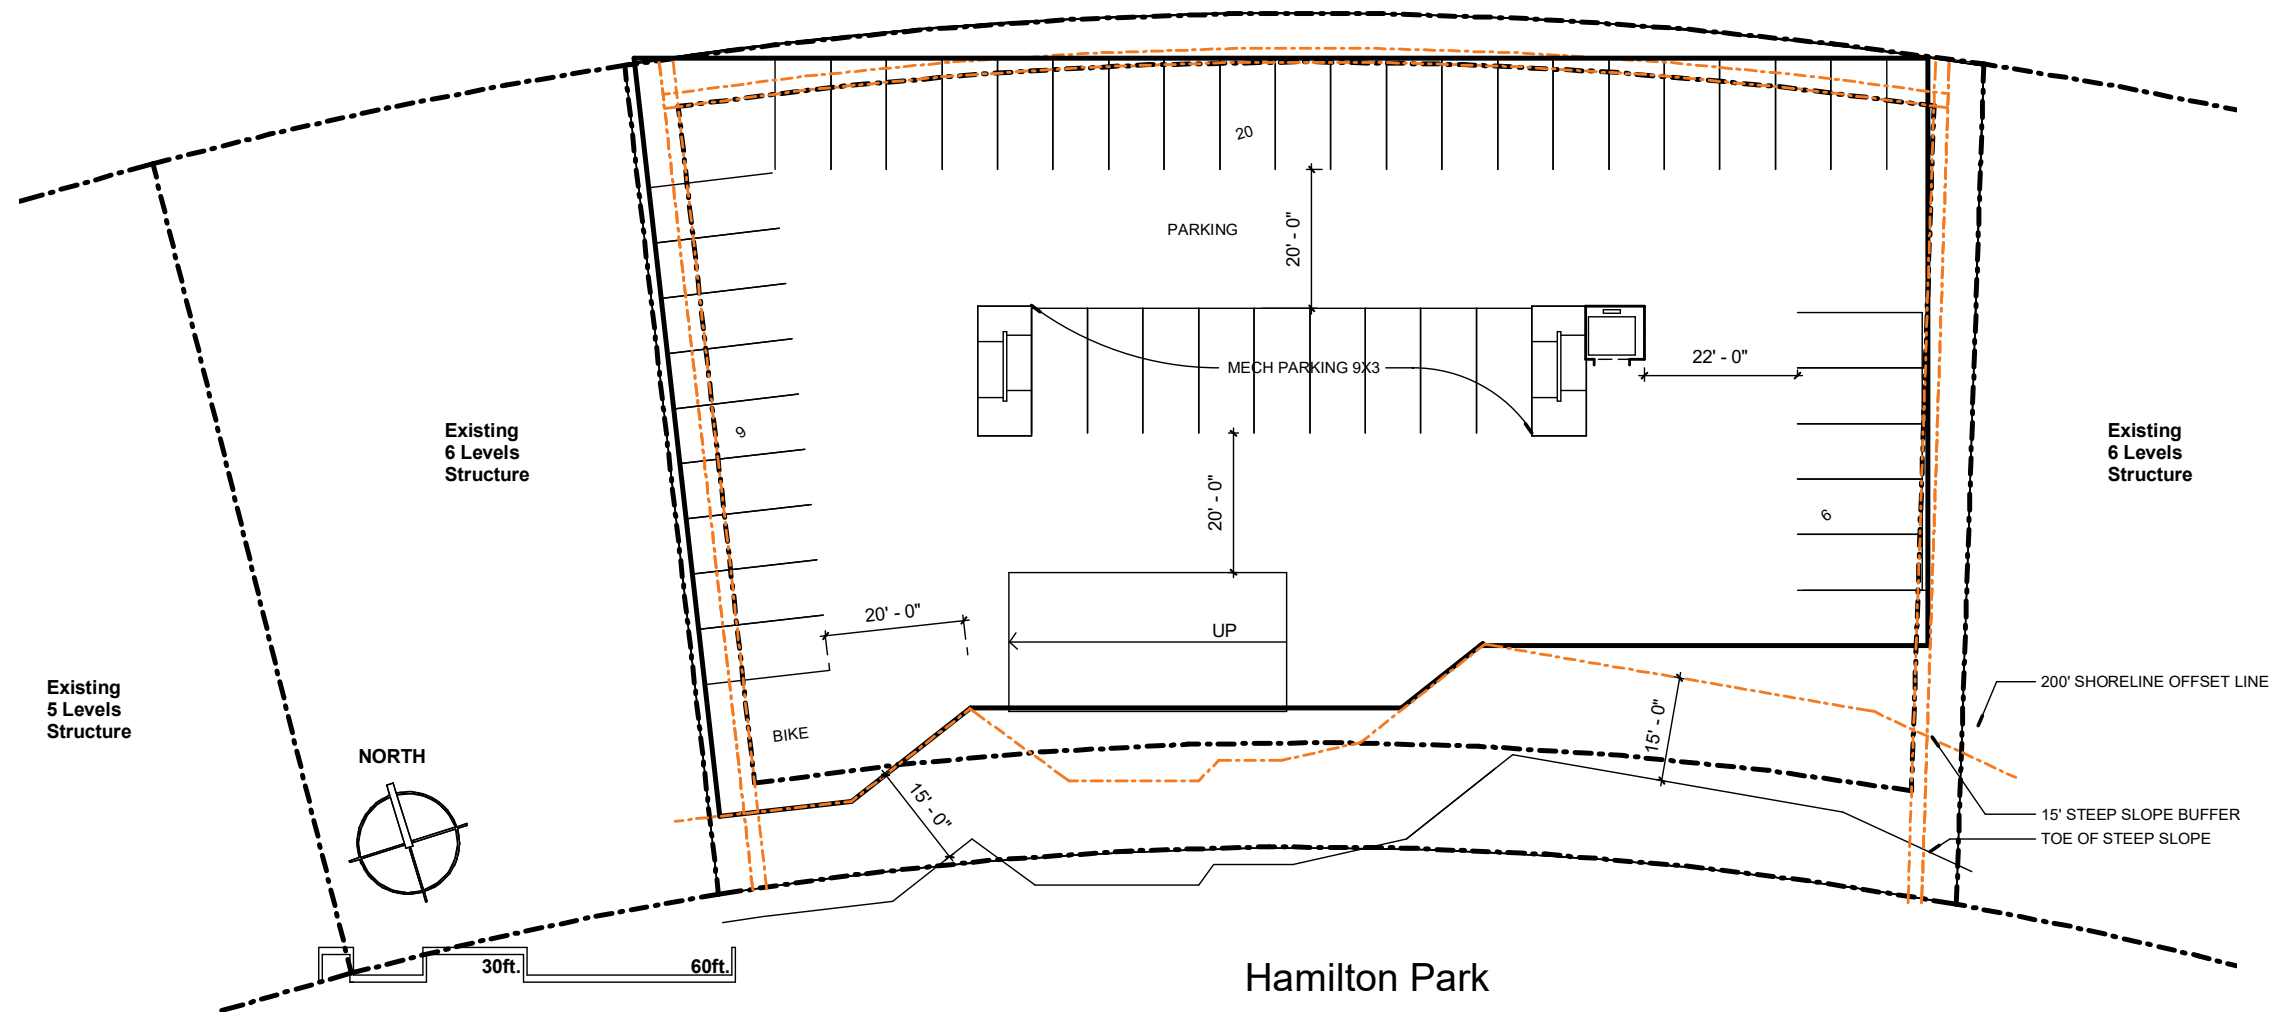 20
PARKING
20' - 0"
MECH PARKING 9X3
22' - 0"
Existing
6 Levels
Structure
9
Existing
6 Levels
Structure
6
20' - 0"
20' - 0"
UP
Existing
5 Levels
Structure
NORTH
BIKE
15' - 0"
15' - 0"
200' SHORELINE OFFSET LINE
15' STEEP SLOPE BUFFER
TOE OF STEEP SLOPE
30ft.
60ft.
Hamilton Park